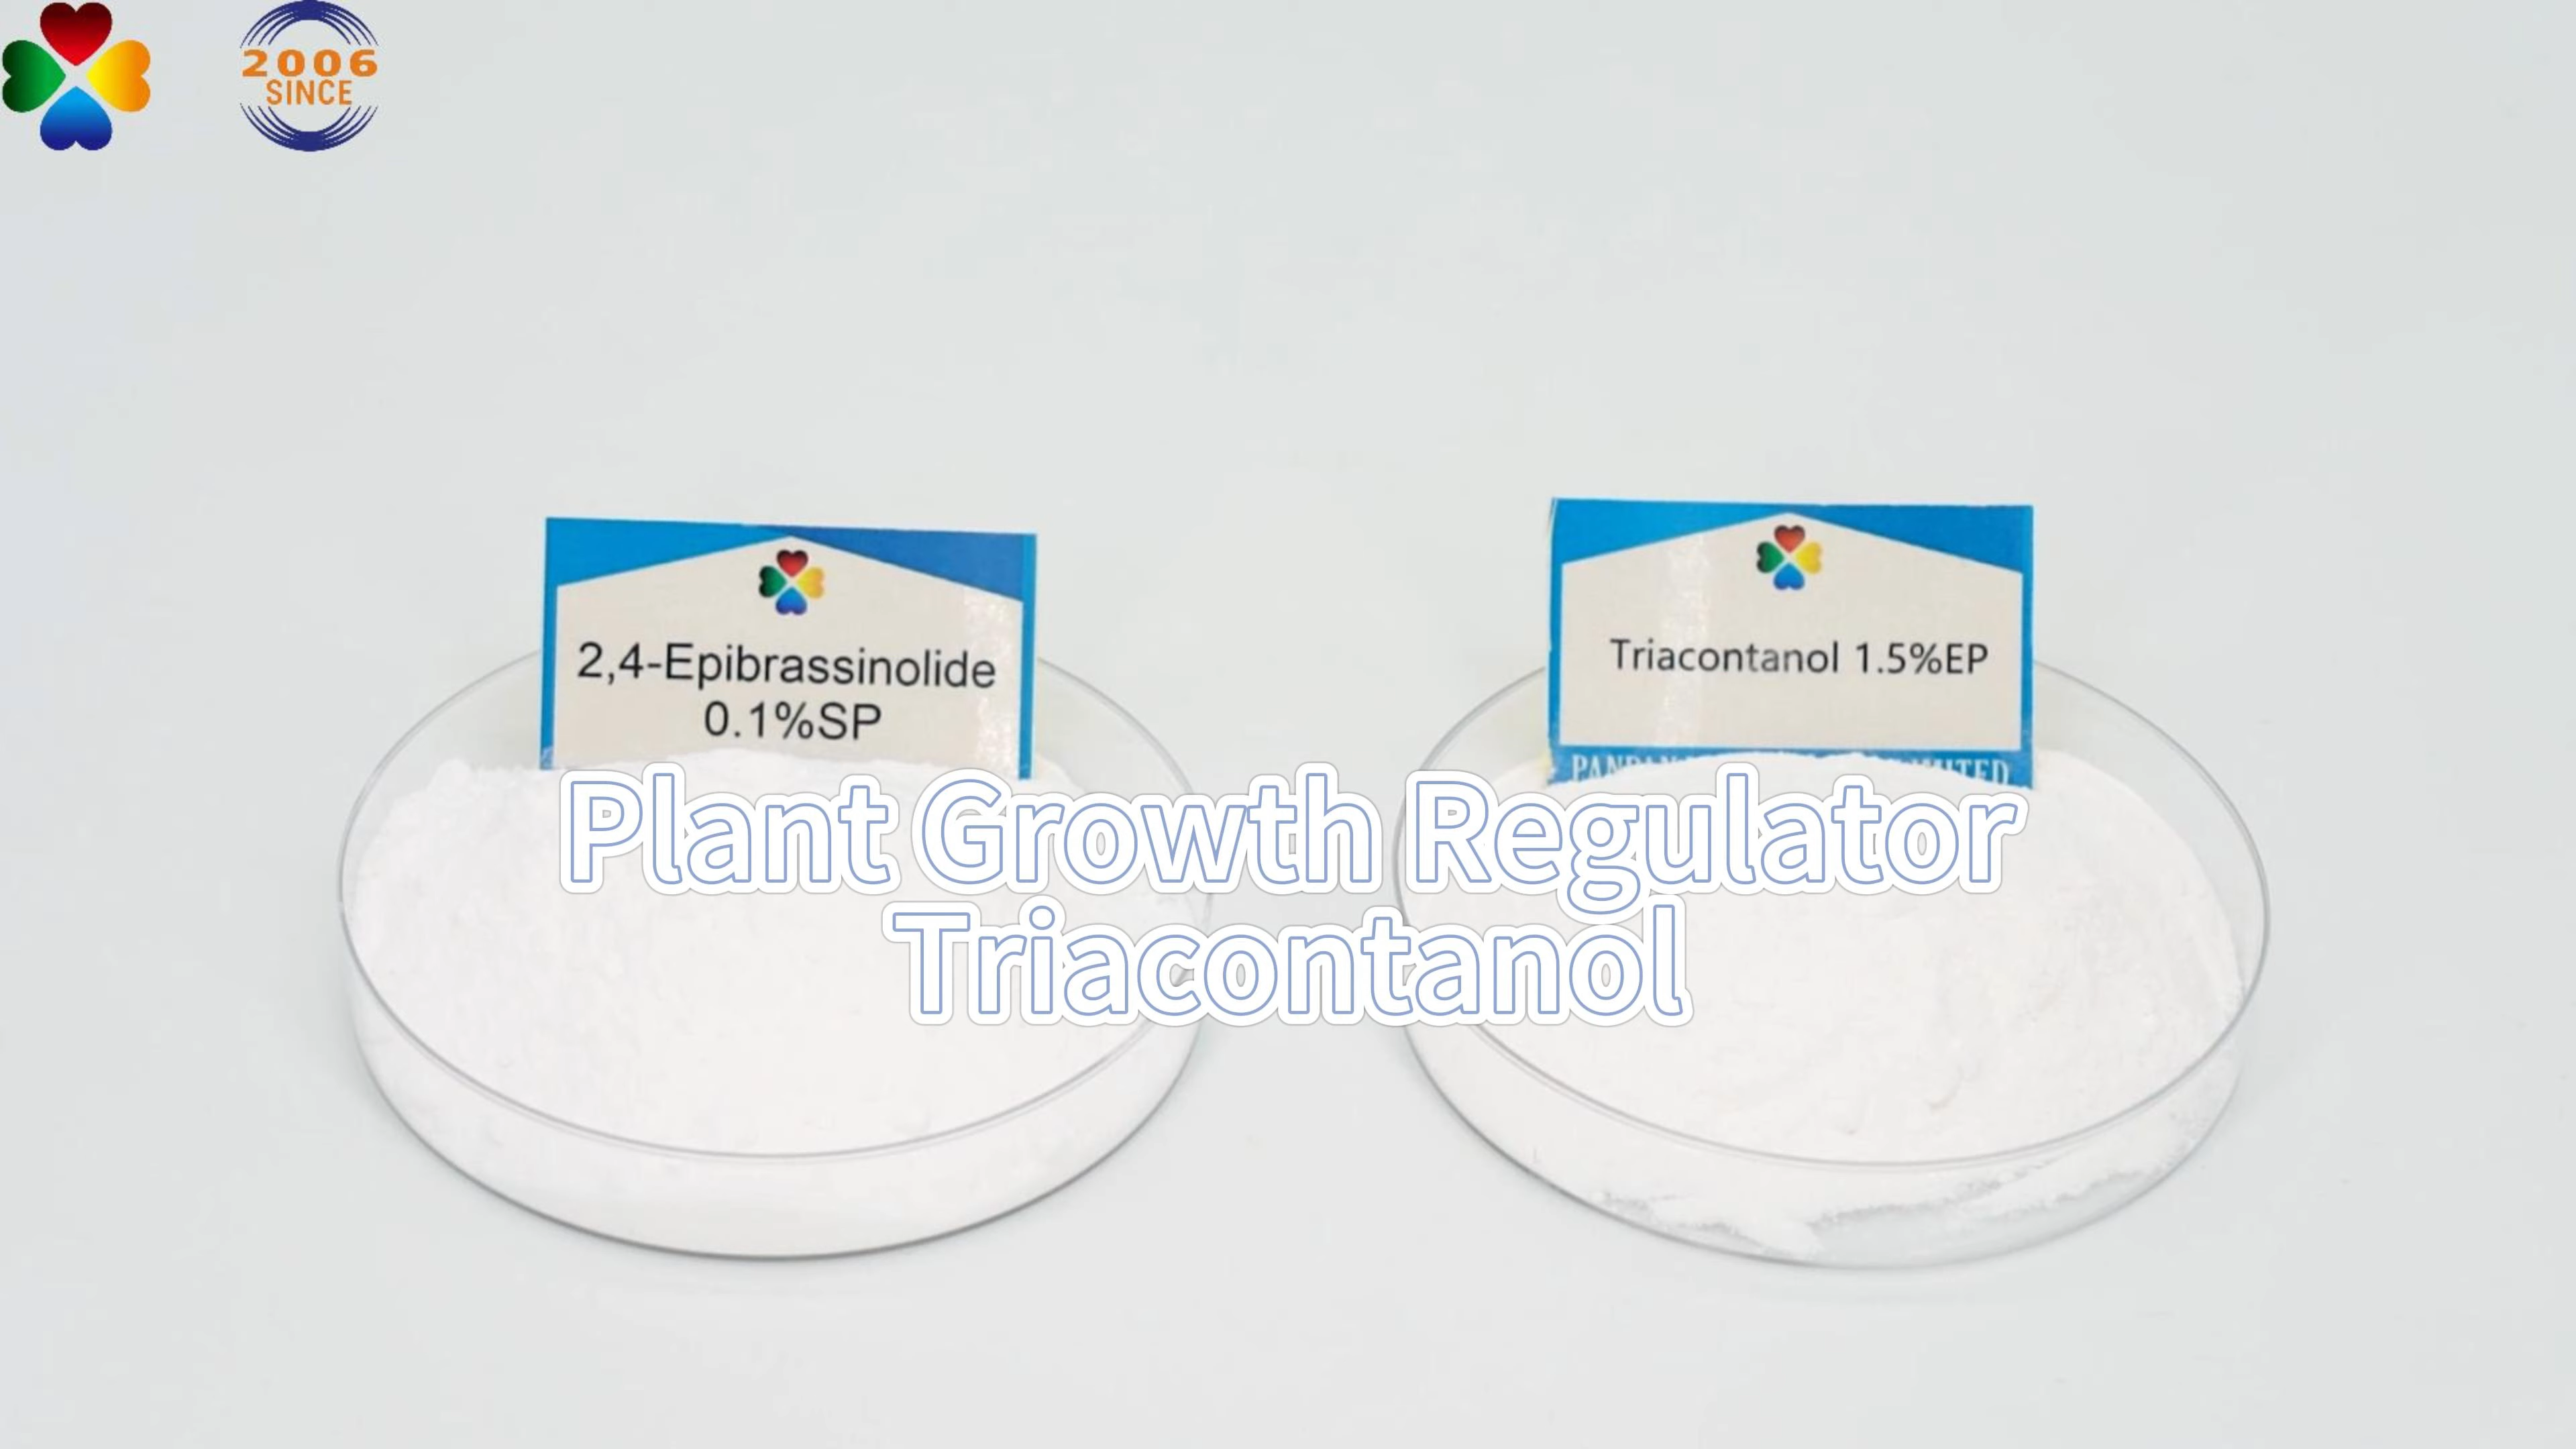 2006
SINCE
2,4-Epibrassinolide
0.1%SP
Triacontanol 1.5%EP
Plant Growth Regulator
Triacontanol